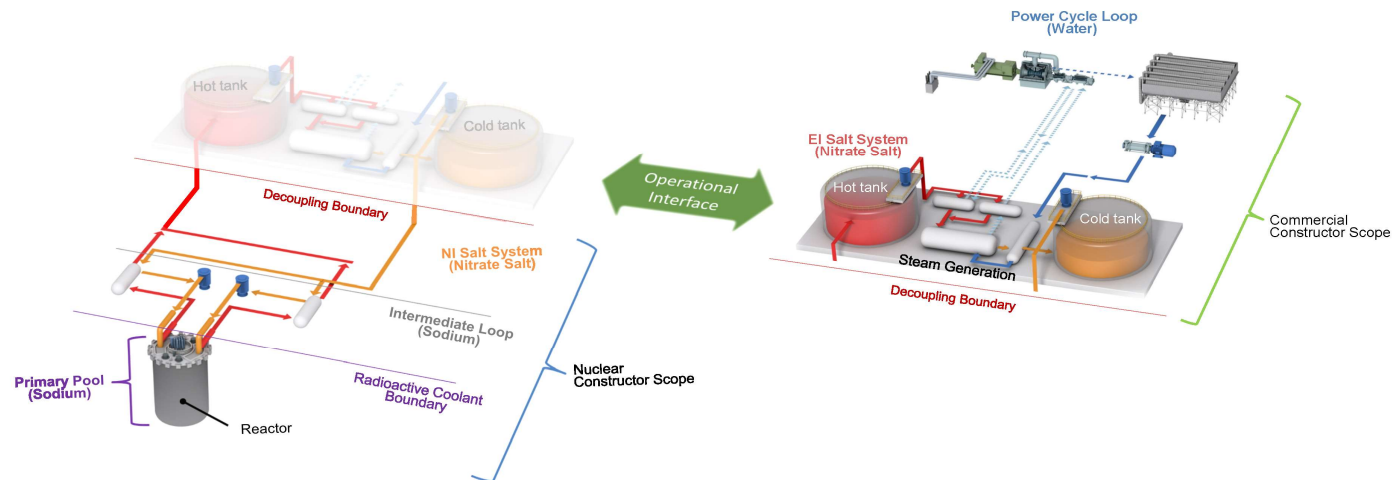 Hot tank
Cold tank
Decoupling Boundary
NI Salt System
(Nitrate Salt)
Intermediate Loop
(Sodium)
Radioactive Coolant
Boundary
Primary Pool
(Sodium)
Reactor
Nuclear
Constructor Scope
Operational
Interface
Power Cycle Loop
(Water)
EI Salt System
(Nitrate Salt)
Hot tank
Cold tank
Steam Generation
Decoupling Boundary
Commercial
Constructor Scope